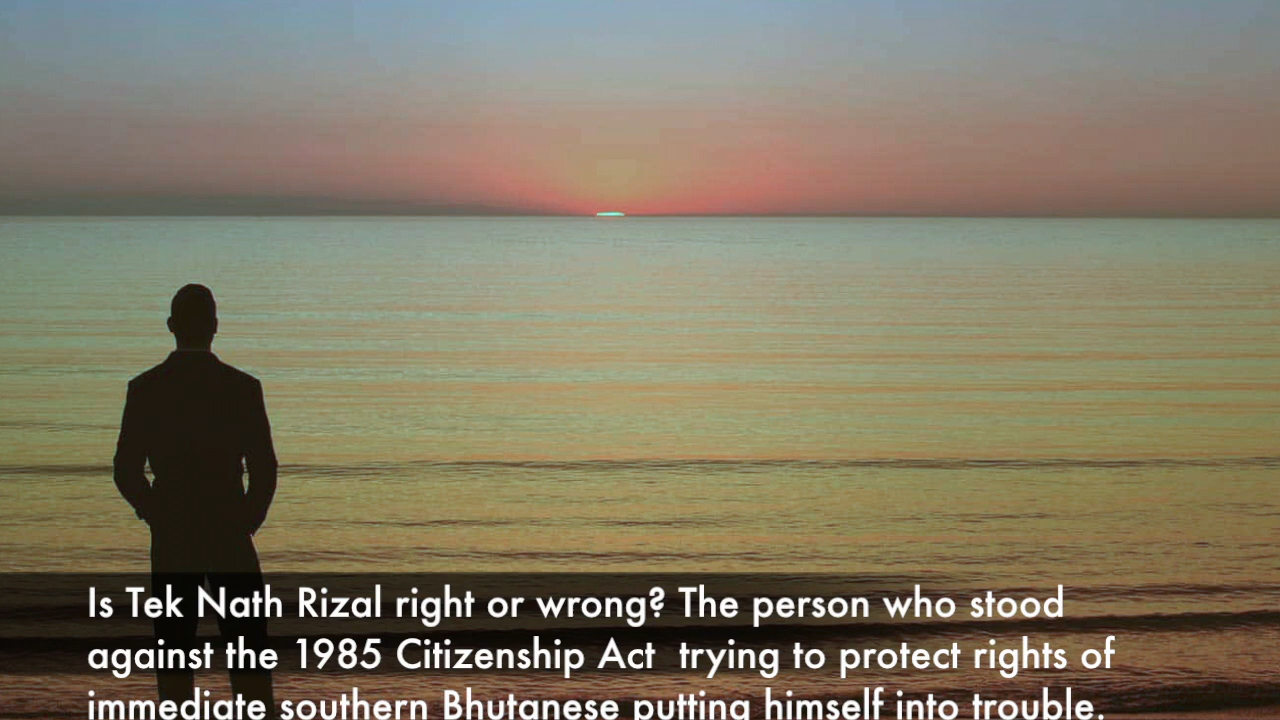 Is Tek Nath Rizal right or wrong? The person who stood
against the 1985 Citizenship Act  trying to protect rights of
immediate southern Bhutanese putting himself into trouble.